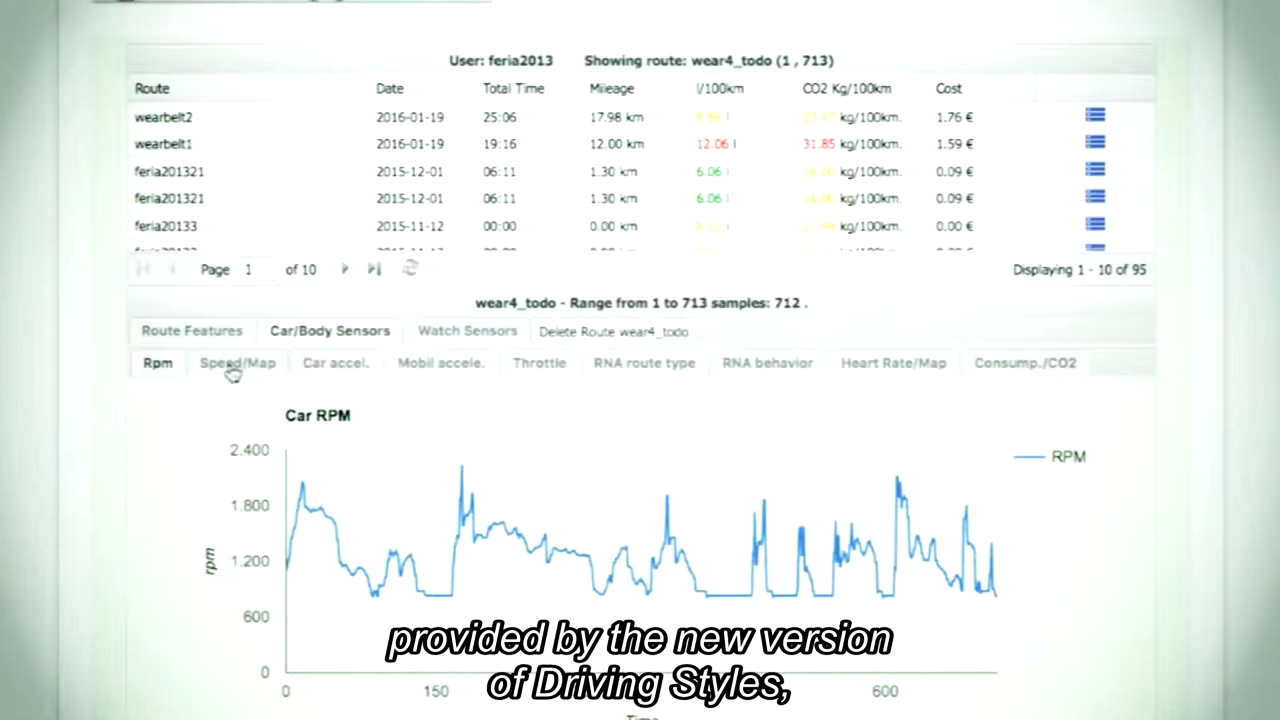 User: feria2013 Showing route: wear4_todo (1 , 713)
Route Date Total Time Mileage l/100km CO2 Kg/100km Cost
wearbelt2 2016-01-19 25:06 17.98 km l kg/100km. 1.76 €
wearbelt1 2016-01-19 19:16 12.00 km 12.06 l 31.85 kg/100km. 1.59 €
feria201321 2015-12-01 06:11 1.30 km 6.06 l kg/100km. 0.09 €
feria201321 2015-12-01 06:11 1.30 km 6.06 l kg/100km. 0.09 €
feria20133 2015-11-12 00:00 0.00 km l kg/100km. 0.00 €
Page 1 of 10 Displaying 1 - 10 of 95
wear4_todo - Range from 1 to 713 samples: 712 .
Route Features Car/Body Sensors Watch Sensors Delete Route wear4_todo
Rpm Speed/Map Car accel. Mobil accele. Throttle RNA route type RNA behavior Heart Rate/Map Consump./CO2
Car RPM
2.400
RPM
1.800
rpm
1.200
600
0
0 150 600
provided by the new version
of Driving Styles,